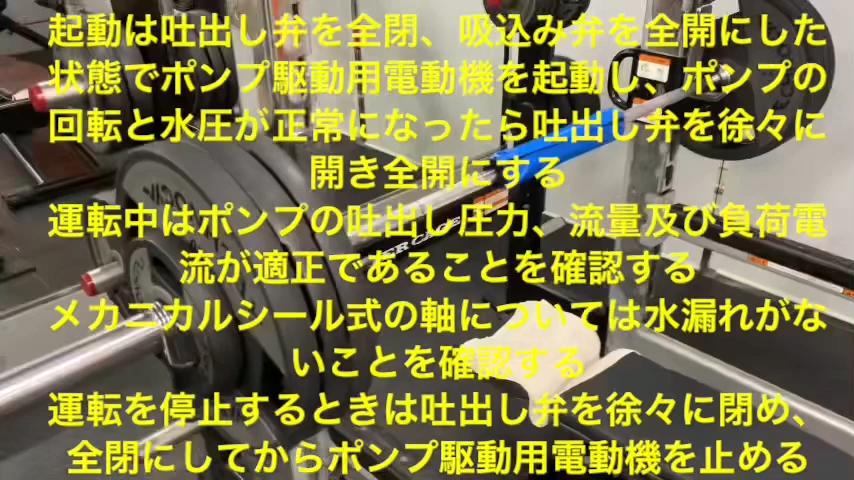 起動は吐出し弁を全閉、吸込み弁を全開にした
状態でポンプ駆動用電動機を起動し、ポンプの
回転と水圧が正常になったら吐出し弁を徐々に
開き全開にする
運転中はポンプの吐出し圧力、流量及び負荷電
流が適正であることを確認する
メカニカルシール式の軸については水漏れがな
いことを確認する
運転を停止するときは吐出し弁を徐々に閉め、
全閉にしてからポンプ駆動用電動機を止める